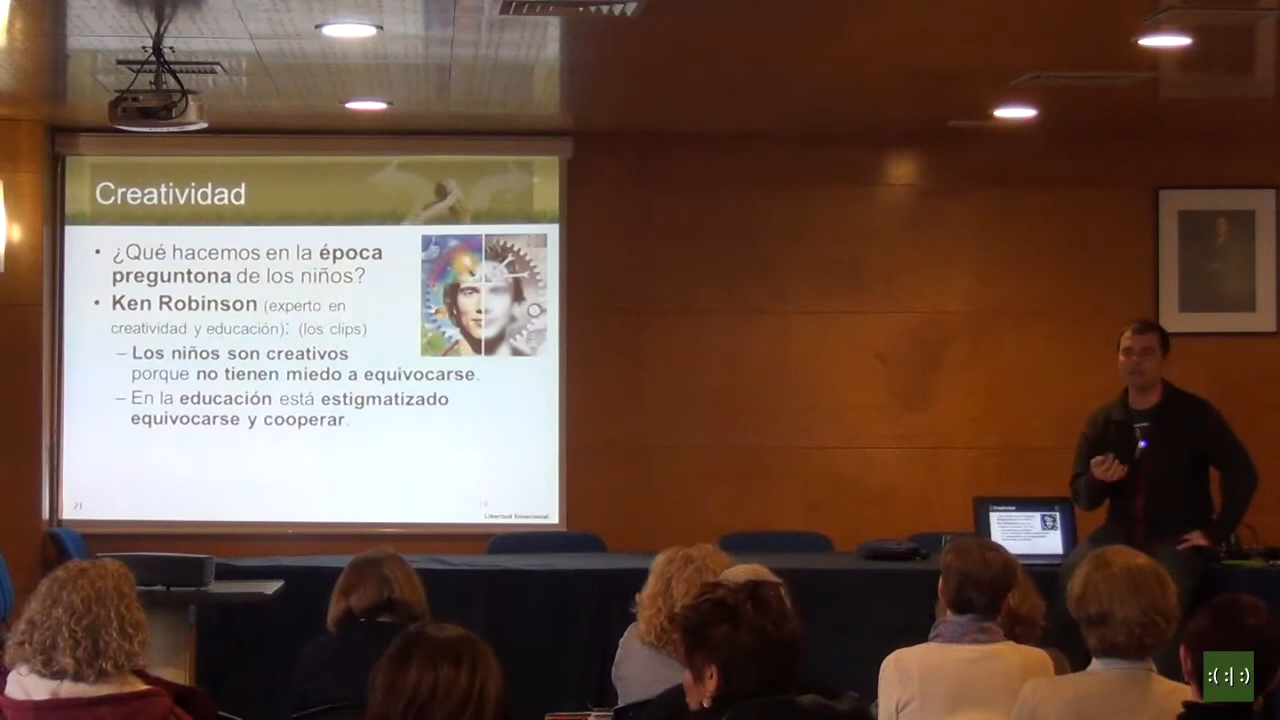 Creatividad
• ¿Qué hacemos en la época
preguntona de los niños?
• Ken Robinson (experto en
creatividad y educación): (los clips)
– Los niños son creativos
porque no tienen miedo a equivocarse.
– En la educación está estigmatizado
equivocarse y cooperar.
21
Libertad Emocional
Creatividad
:( :| :)